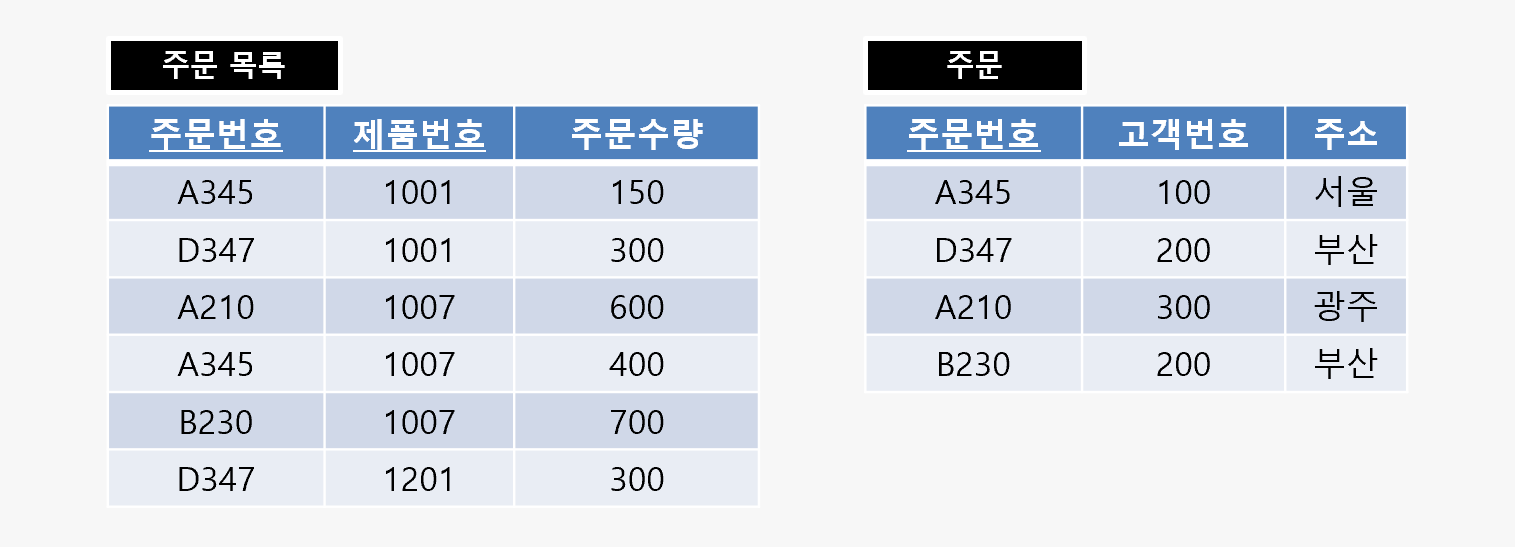 주문 목록
주문번호 제품번호 주문수량
A345 1001 150
D347 1001 300
A210 1007 600
A345 1007 400
B230 1007 700
D347 1201 300
주문
주문번호 고객번호 주소
A345 100 서울
D347 200 부산
A210 300 광주
B230 200 부산